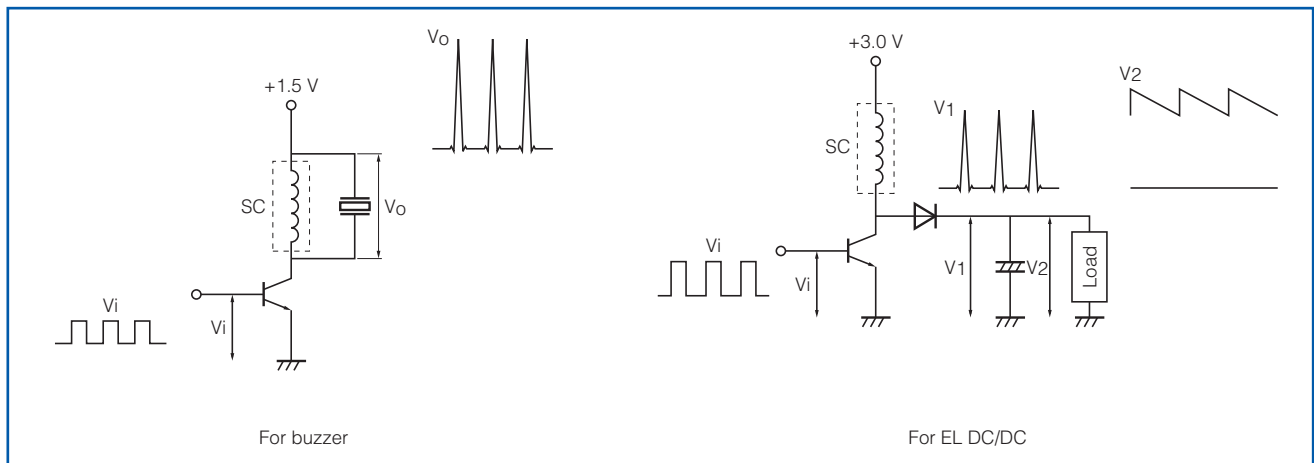 Vo
+1.5 V
SC
Vo
Vi
Vi
For buzzer
+3.0 V
V1
V2
SC
Vi
Vi
V1
V2
Load
For EL DC/DC